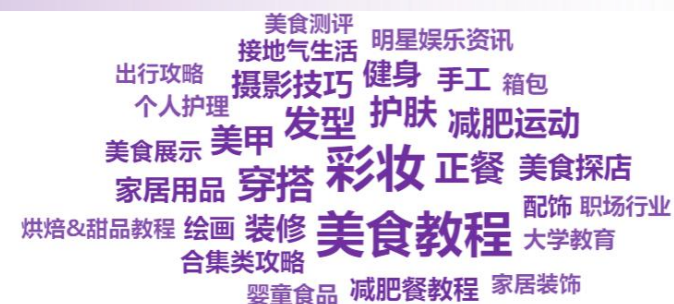 美食测评
接地气生活 明星娱乐资讯
出行攻略 摄影技巧 健身 手工 箱包
个人护理 发型 护肤 减肥运动
美食展示 美甲 彩妆 正餐 美食探店
家居用品 穿搭 配饰 职场行业
烘焙&甜品教程 绘画 装修 美食教程 大学教育
合集类攻略
婴童食品 减肥餐教程 家居装饰